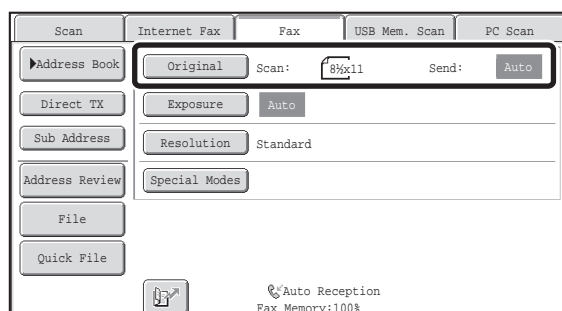 Scan Internet Fax Fax USB Mem. Scan PC Scan
Address Book Original Scan: 8½x11 Send: Auto
Direct TX Exposure Auto
Sub Address Resolution Standard
Address Review Special Modes
File
Quick File
Auto Reception
Fax Memory:100%